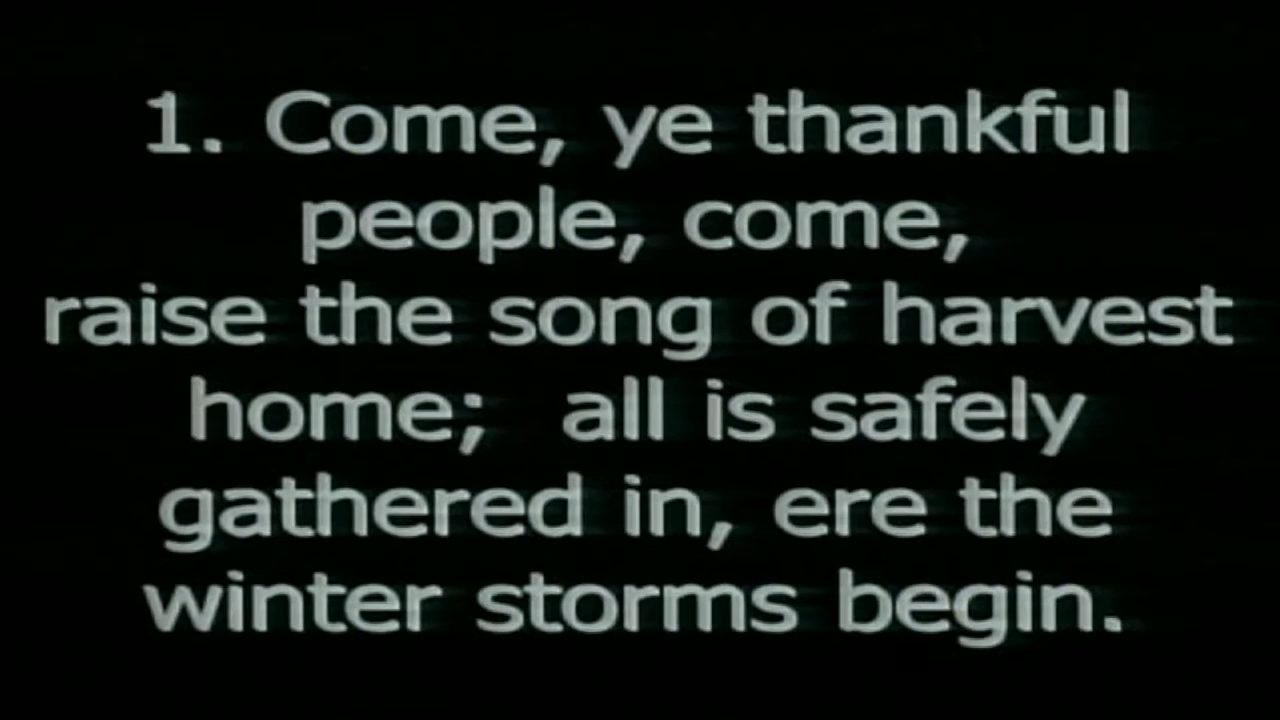 1. Come, ye thankful
people, come,
raise the song of harvest
home;  all is safely
gathered in, ere the
winter storms begin.